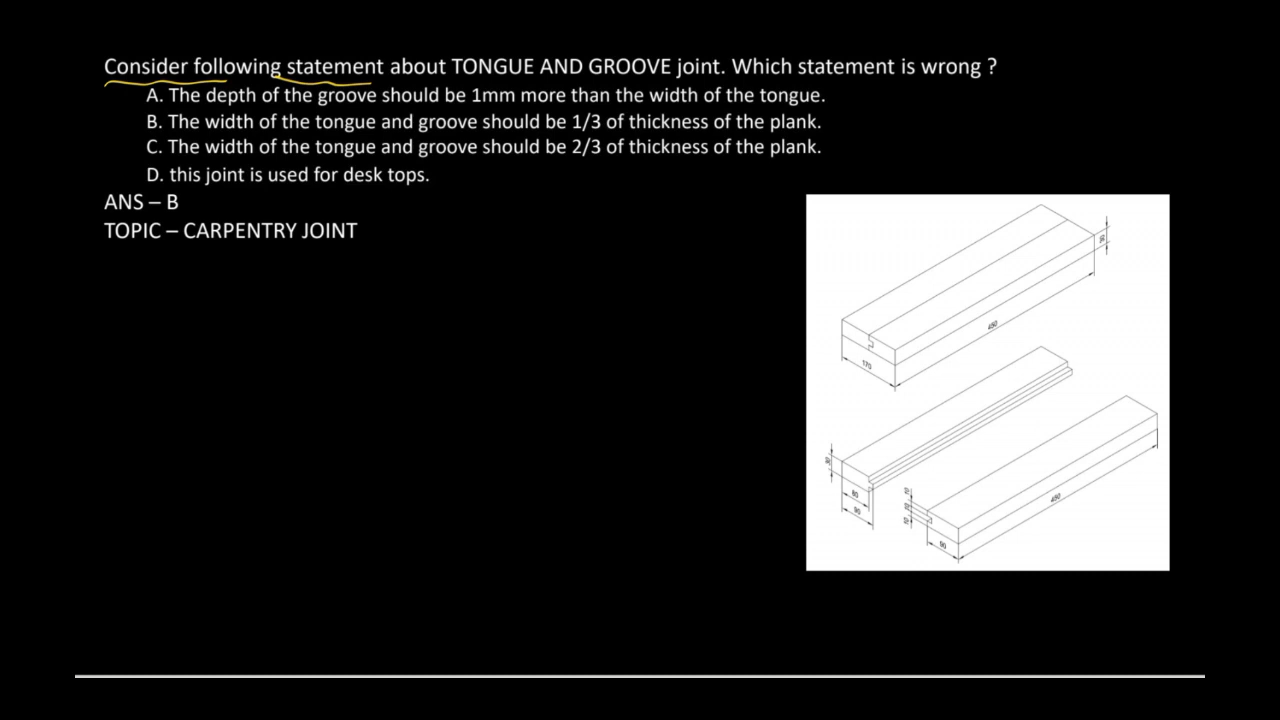 Consider following statement about TONGUE AND GROOVE joint. Which statement is wrong ?
A. The depth of the groove should be 1mm more than the width of the tongue.
B. The width of the tongue and groove should be 1/3 of thickness of the plank.
C. The width of the tongue and groove should be 2/3 of thickness of the plank.
D. this joint is used for desk tops.
ANS – B
TOPIC – CARPENTRY JOINT
450
170
80
90
450
90